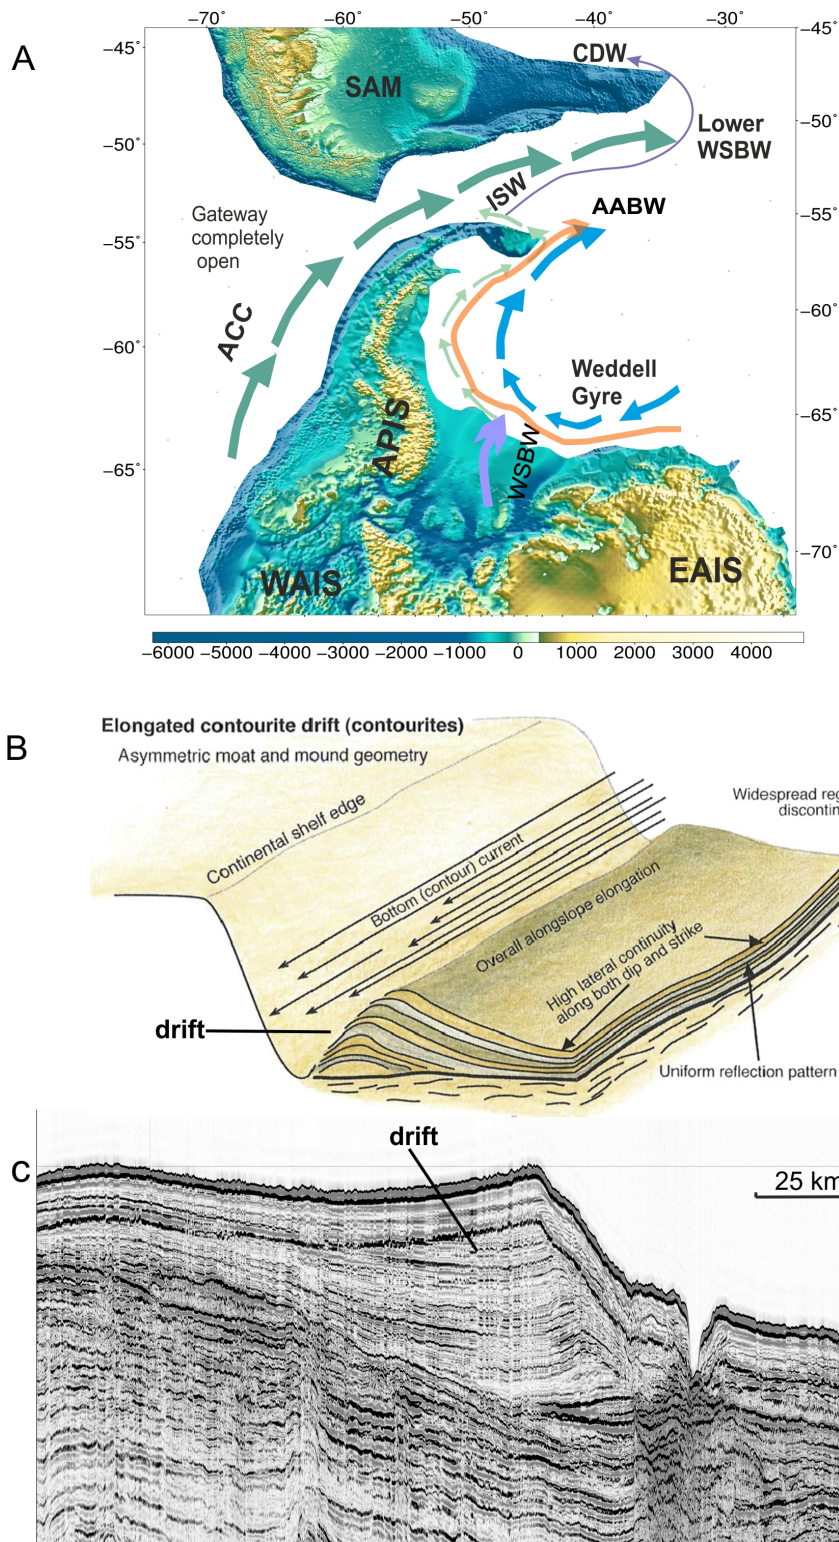 A
−70° −60° −50° −40° −30°
−45° −45°
−50° −50°
−55° −55°
−60° −60°
−65° −65°
−70°
CDW
SAM
Lower
WSBW
ISW
AABW
Gateway
completely
open
ACC
Weddell
Gyre
APIS
WSBW
WAIS
EAIS
−6000 −5000 −4000 −3000 −2000 −1000 0 1000 2000 3000 4000
B
Elongated contourite drift (contourites)
Asymmetric moat and mound geometry
Widespread reg
discontin
Continental shelf edge
Bottom (contour) current
Overall alongslope elongation
High lateral continuity
along both dip and strike
drift
Uniform reflection pattern
C
drift
25 km